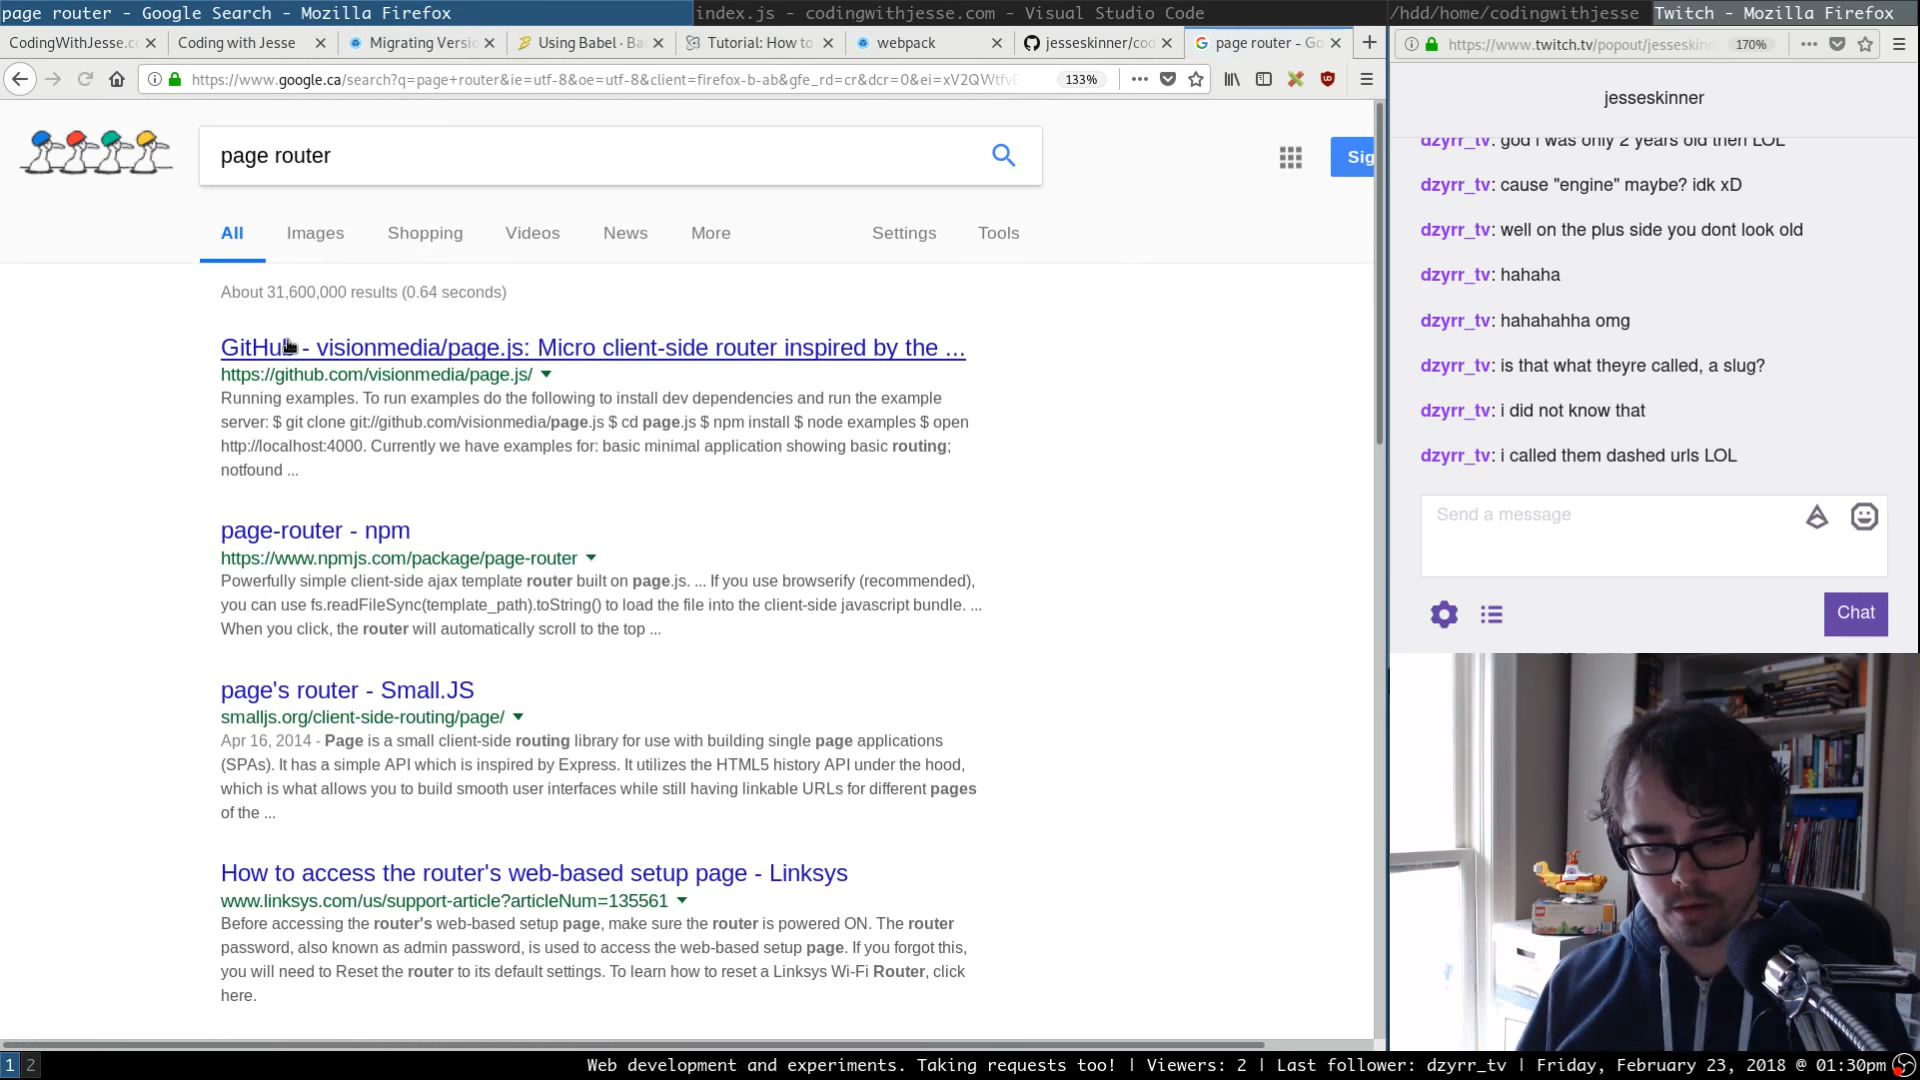 page router - Google Search - Mozilla Firefox
index.js - codingwithjesse.com - Visual Studio Code
/hdd/home/codingwithjesse
Twitch - Mozilla Firefox
CodingWithJesse.c
Coding with Jesse
Migrating Versio
Using Babel · Ba
Tutorial: How to
webpack
jesseskinner/cod
page router - Go
https://www.google.ca/search?q=page+router&ie=utf-8&oe=utf-8&client=firefox-b-ab&gfe_rd=cr&dcr=0&ei=xV2QWtfvE
133%
https://www.twitch.tv/popout/jesseskinn
170%
page router
Sig
All
Images
Shopping
Videos
News
More
Settings
Tools
About 31,600,000 results (0.64 seconds)
GitHub - visionmedia/page.js: Micro client-side router inspired by the ...
https://github.com/visionmedia/page.js/
Running examples. To run examples do the following to install dev dependencies and run the example
server: $ git clone git://github.com/visionmedia/page.js $ cd page.js $ npm install $ node examples $ open
http://localhost:4000. Currently we have examples for: basic minimal application showing basic routing;
notfound ...
page-router - npm
https://www.npmjs.com/package/page-router
Powerfully simple client-side ajax template router built on page.js. ... If you use browserify (recommended),
you can use fs.readFileSync(template_path).toString() to load the file into the client-side javascript bundle. ...
When you click, the router will automatically scroll to the top ...
page's router - Small.JS
smalljs.org/client-side-routing/page/
Apr 16, 2014 - Page is a small client-side routing library for use with building single page applications
(SPAs). It has a simple API which is inspired by Express. It utilizes the HTML5 history API under the hood,
which is what allows you to build smooth user interfaces while still having linkable URLs for different pages
of the ...
How to access the router's web-based setup page - Linksys
www.linksys.com/us/support-article?articleNum=135561
Before accessing the router's web-based setup page, make sure the router is powered ON. The router
password, also known as admin password, is used to access the web-based setup page. If you forgot this,
you will need to Reset the router to its default settings. To learn how to reset a Linksys Wi-Fi Router, click
here.
jesseskinner
dzyrr_tv: god i was only 2 years old then LOL
dzyrr_tv: cause "engine" maybe? idk xD
dzyrr_tv: well on the plus side you dont look old
dzyrr_tv: hahaha
dzyrr_tv: hahahahha omg
dzyrr_tv: is that what theyre called, a slug?
dzyrr_tv: i did not know that
dzyrr_tv: i called them dashed urls LOL
Send a message
Chat
1 2
Web development and experiments. Taking requests too! | Viewers: 2 | Last follower: dzyrr_tv | Friday, February 23, 2018 @ 01:30pm